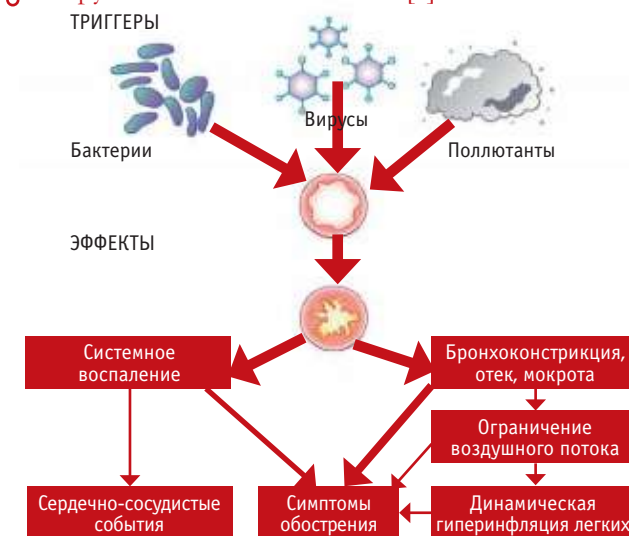 ТРИГГЕРЫ
Вирусы
Бактерии
Поллютанты
ЭФФЕКТЫ
Системное
воспаление
Бронхоконстрикция,
отек, мокрота
Ограничение
воздушного потока
Сердечно-сосудистые
события
Симптомы
обострения
Динамическая
гиперинфляция легких